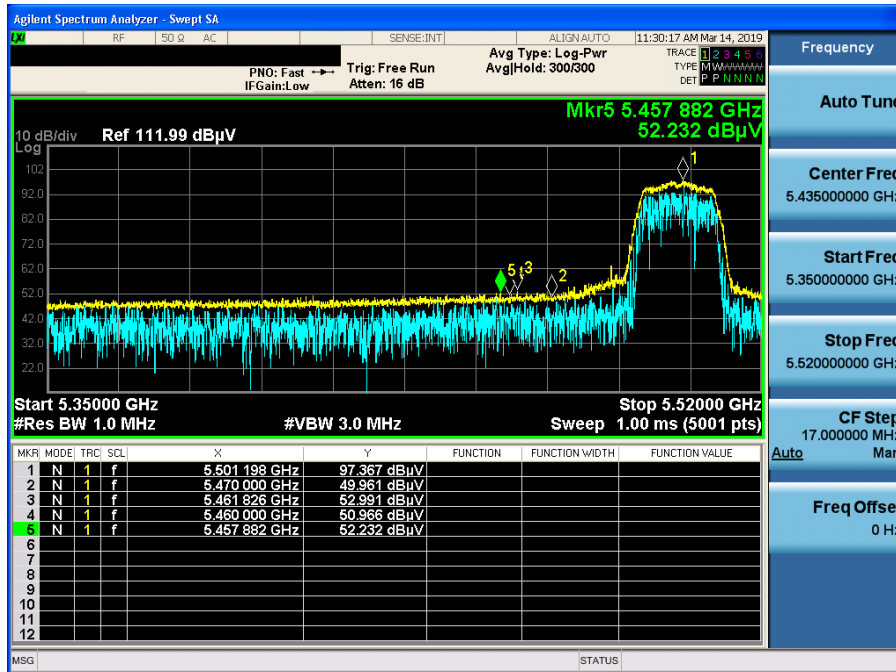 Agilent Spectrum Analyzer - Swept SA
LXI RF 50 Ω AC SENSE:INT ALIGN AUTO 11:30:17 AM Mar 14, 2019
Frequency
PNO: Fast Trig: Free Run Avg Type: Log-Pwr TRACE 1 2 3 4 5 6
IFGain:Low Atten: 16 dB Avg|Hold: 300/300 TYPE M W W W W W
DET P P N N N N
Auto Tune
Mkr5 5.457 882 GHz
52.232 dBµV
10 dB/div Ref 111.99 dBµV
Log
102
92.0
82.0
72.0
62.0
52.0
42.0
32.0
22.0
1
5 3 2
Center Freq
5.435000000 GHz
Start Freq
5.350000000 GHz
Stop Freq
5.520000000 GHz
Start 5.35000 GHz Stop 5.52000 GHz
#Res BW 1.0 MHz #VBW 3.0 MHz Sweep 1.00 ms (5001 pts)
CF Step
17.000000 MHz
Auto Man
Freq Offset
0 Hz
MKR MODE TRC SCL X Y FUNCTION FUNCTION WIDTH FUNCTION VALUE
1 N 1 f 5.501 198 GHz 97.367 dBµV
2 N 1 f 5.470 000 GHz 49.961 dBµV
3 N 1 f 5.461 826 GHz 52.991 dBµV
4 N 1 f 5.460 000 GHz 50.966 dBµV
5 N 1 f 5.457 882 GHz 52.232 dBµV
6
7
8
9
10
11
12
MSG STATUS